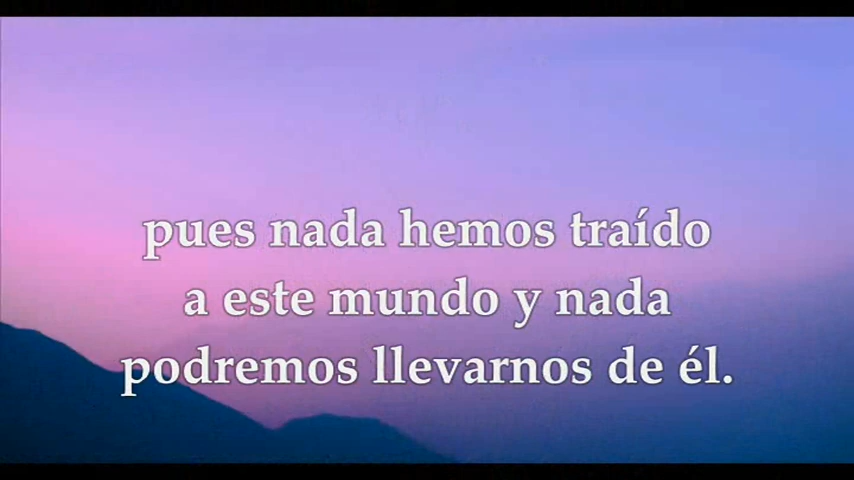 pues nada hemos traído
a este mundo y nada
podremos llevarnos de él.